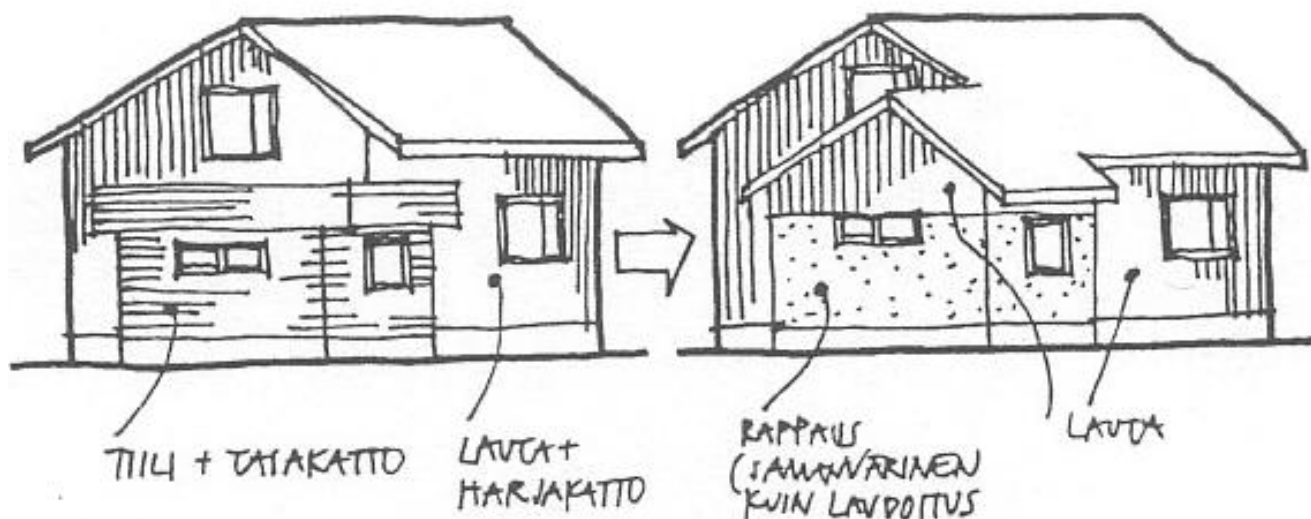 TIILI + TASAKATTO
LAUTA +
HARJAKATTO
RAPPAUS
(SAMANVÄRINEN
KUIN LAUDOITUS
LAUTA